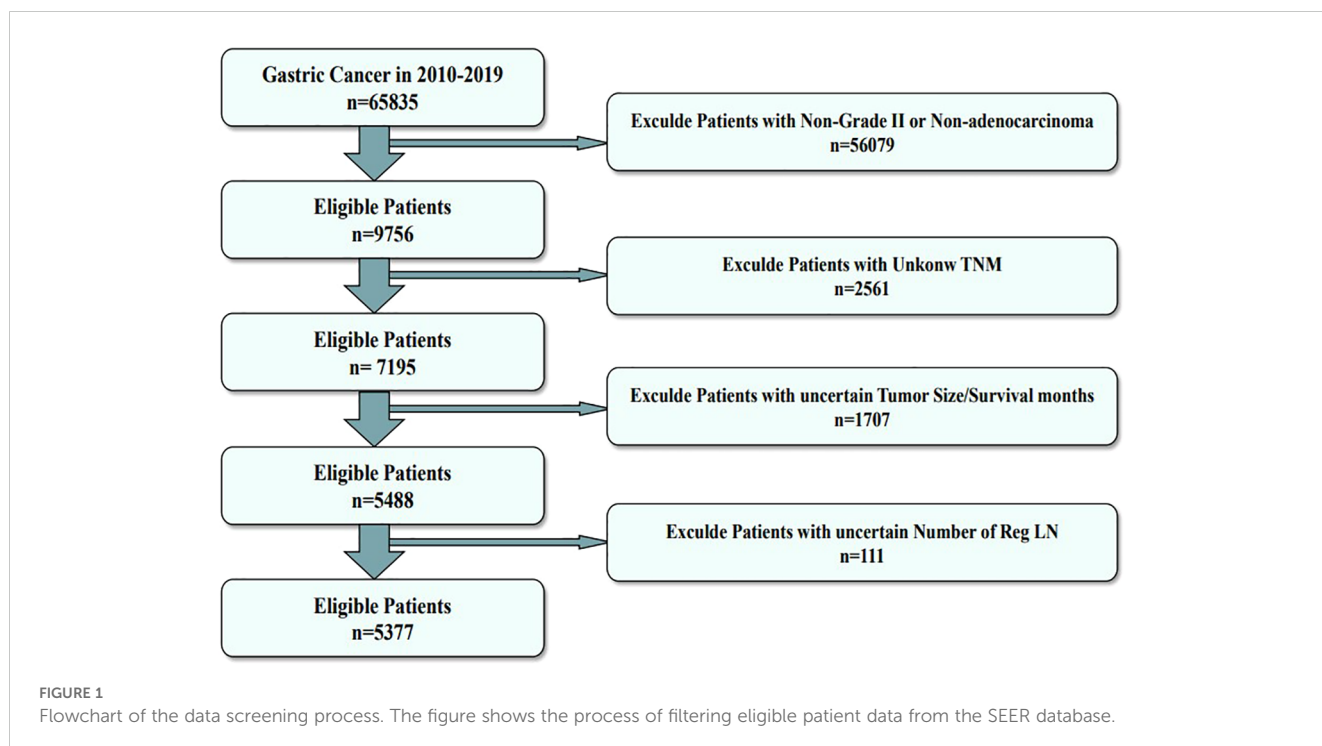 Gastric Cancer in 2010-2019
n=65835
Exculde Patients with Non-Grade II or Non-adenocarcinoma
n=56079
Eligible Patients
n=9756
Exculde Patients with Unkonw TNM
n=2561
Eligible Patients
n= 7195
Exculde Patients with uncertain Tumor Size/Survival months
n=1707
Eligible Patients
n=5488
Exculde Patients with uncertain Number of Reg LN
n=111
Eligible Patients
n=5377
FIGURE 1
Flowchart of the data screening process. The figure shows the process of filtering eligible patient data from the SEER database.